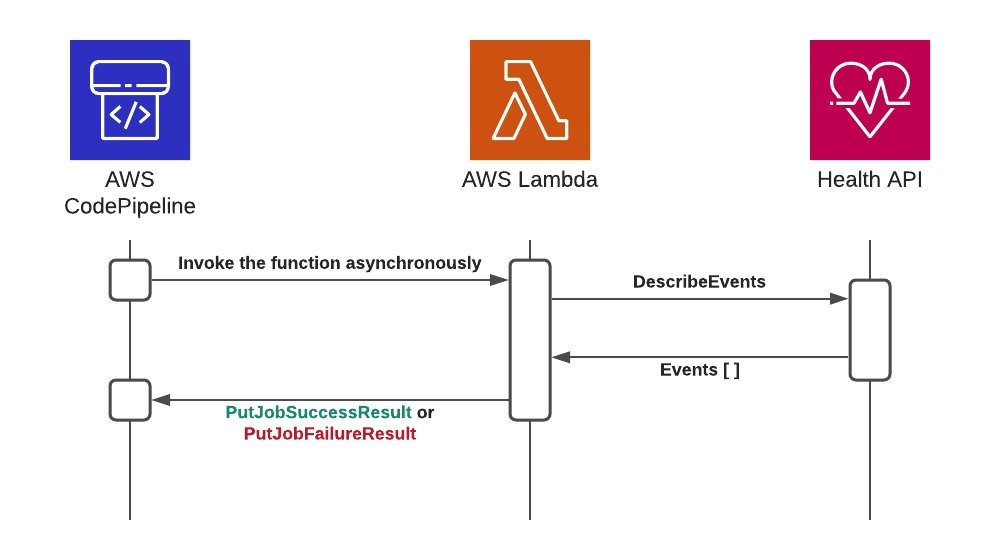 AWS
CodePipeline
AWS Lambda
Health API
Invoke the function asynchronously
DescribeEvents
Events [ ]
PutJobSuccessResult or
PutJobFailureResult